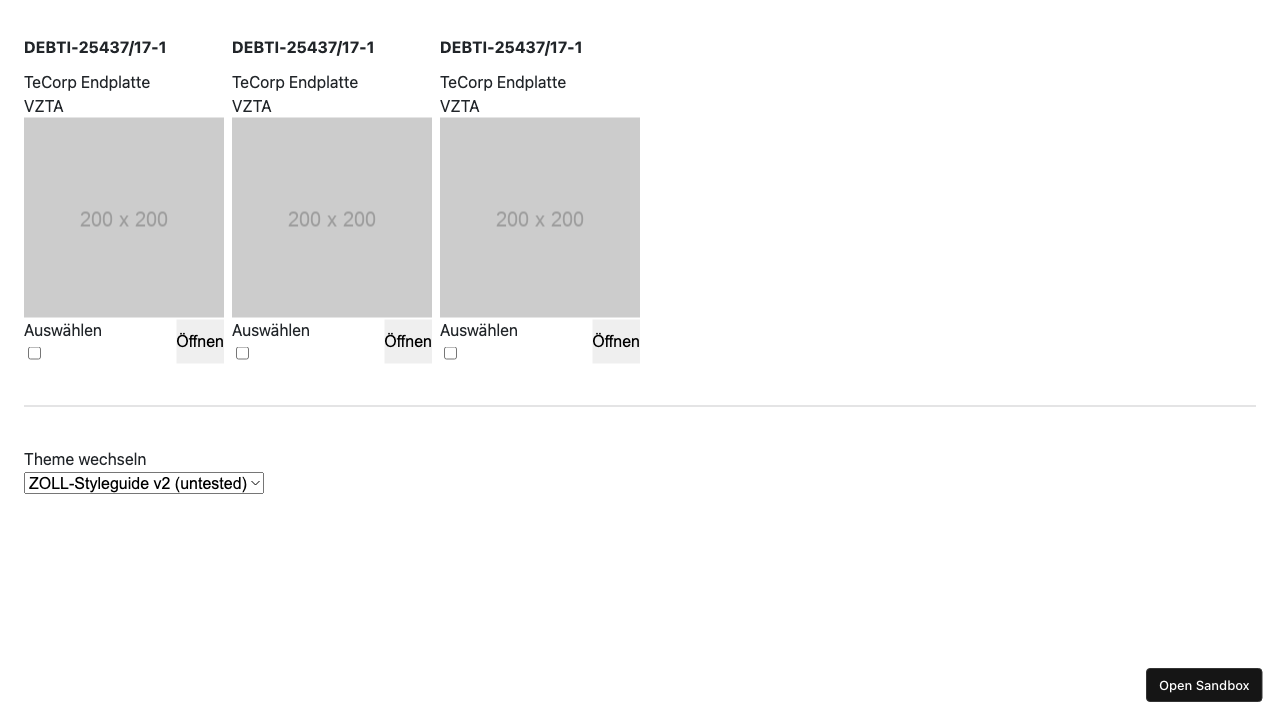 DEBTI-25437/17-1 DEBTI-25437/17-1 DEBTI-25437/17-1
TeCorp Endplatte TeCorp Endplatte TeCorp Endplatte
VZTA VZTA VZTA
200 x 200 200 x 200 200 x 200
Auswählen Öffnen Auswählen Öffnen Auswählen Öffnen
Theme wechseln
ZOLL-Styleguide v2 (untested)
Open Sandbox